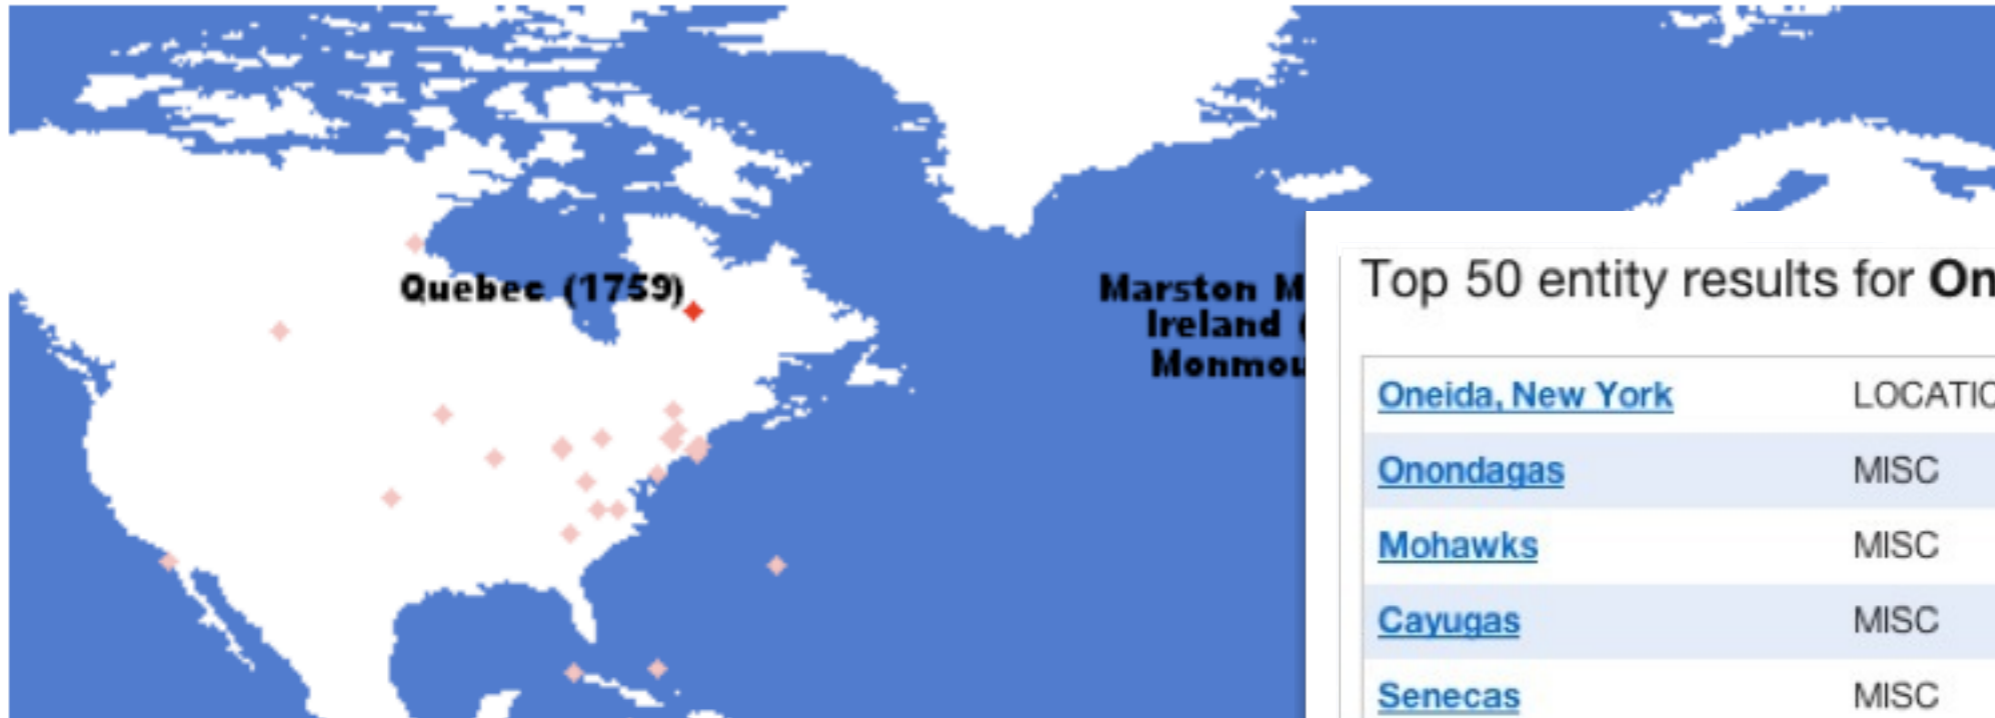 Quebec (1759)
Marston M
Ireland (
Monmou
Top 50 entity results for On
Oneida, New York LOCATIO
Onondagas MISC
Mohawks MISC
Cayugas MISC
Senecas MISC